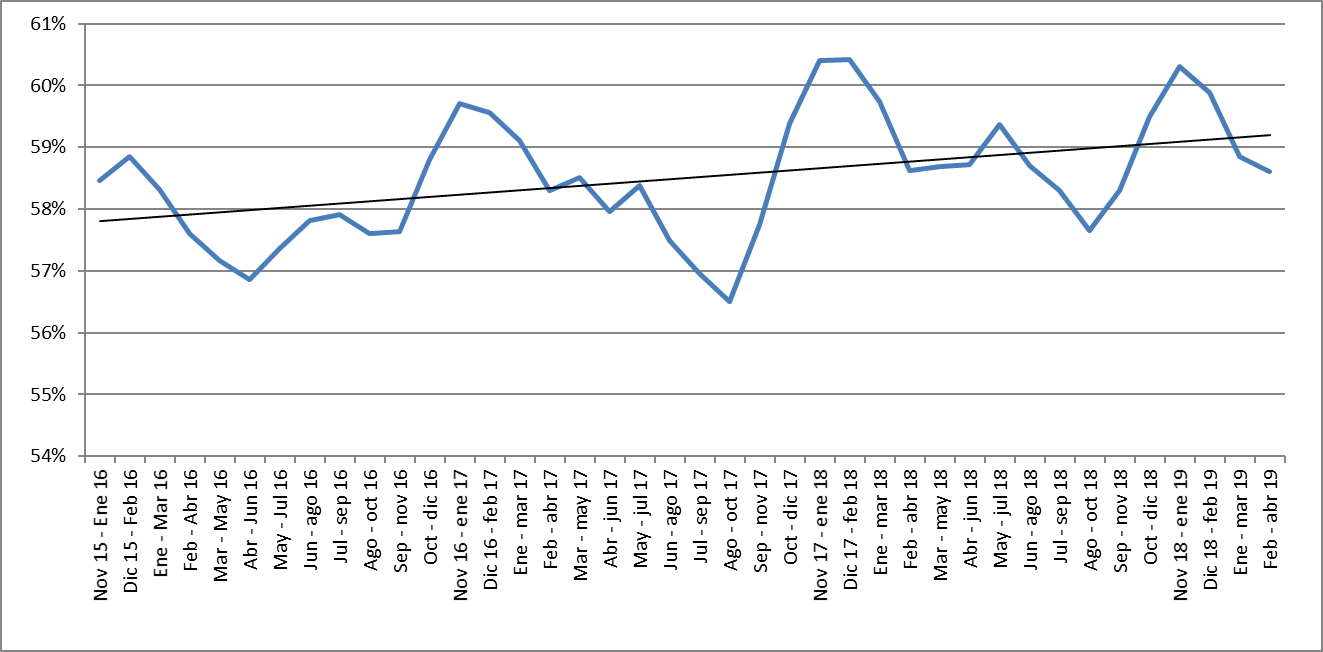 61%
60%
59%
58%
57%
56%
55%
54%
Nov 15 - Ene 16
Dic 15 - Feb 16
Ene - Mar 16
Feb - Abr 16
Mar - May 16
Abr - Jun 16
May - Jul 16
Jun - ago 16
Jul - sep 16
Ago - oct 16
Sep - nov 16
Oct - dic 16
Nov 16 - ene 17
Dic 16 - feb 17
Ene - mar 17
Feb - abr 17
Mar - may 17
Abr - jun 17
May - jul 17
Jun - ago 17
Jul - sep 17
Ago - oct 17
Sep - nov 17
Oct - dic 17
Nov 17 - ene 18
Dic 17 - feb 18
Ene - mar 18
Feb - abr 18
Mar - may 18
Abr - jun 18
May - jul 18
Jun - ago 18
Jul - sep 18
Ago - oct 18
Sep - nov 18
Oct - dic 18
Nov 18 - ene 19
Dic 18 - feb 19
Ene - mar 19
Feb - abr 19